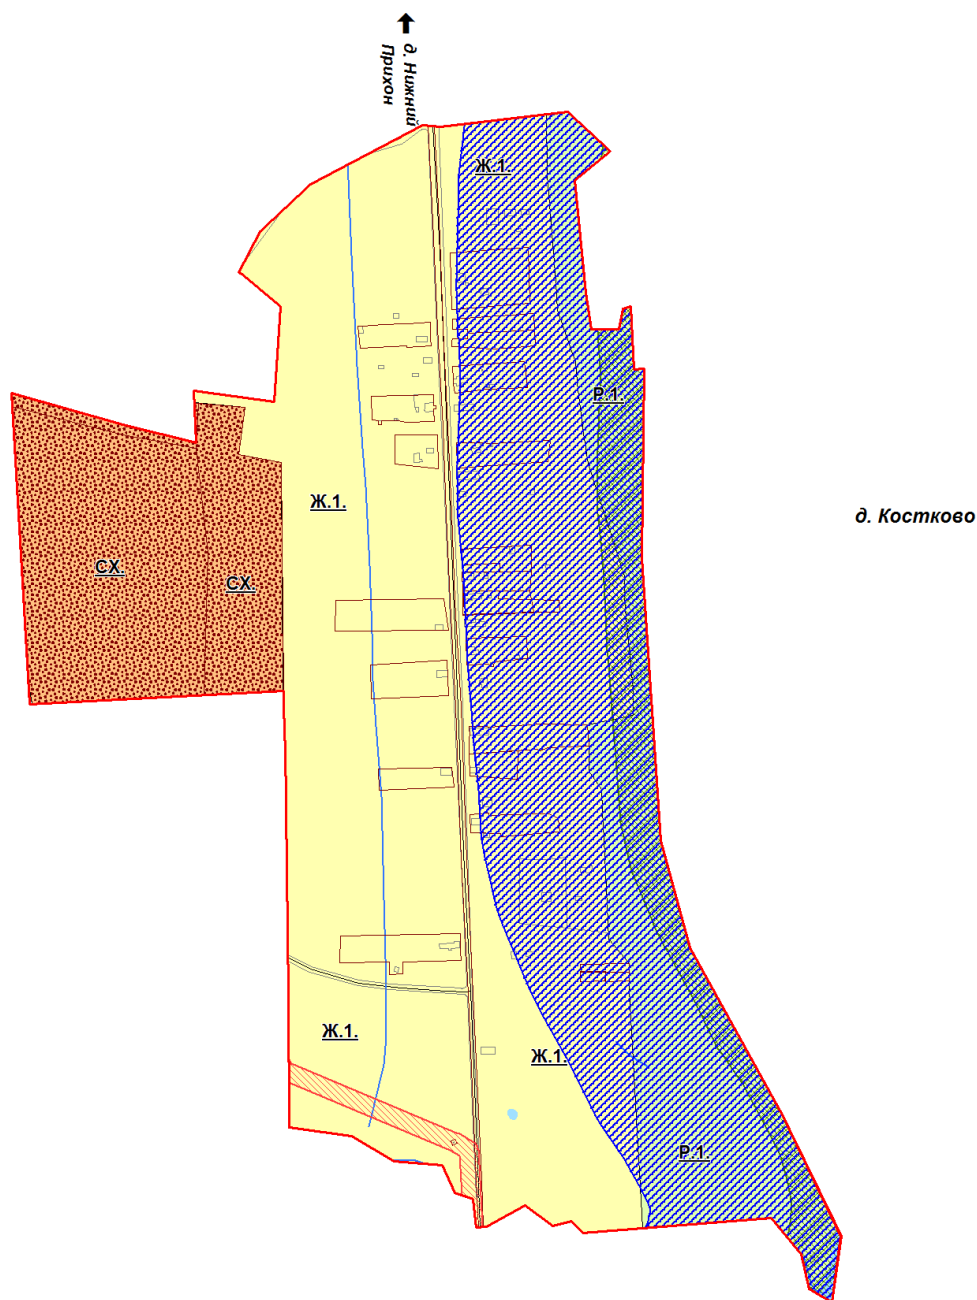 д. Нижний
Прихон
Ж.1.
Р.1.
Ж.1.
д. Костково
СХ.
СХ.
Ж.1.
Ж.1.
Р.1.